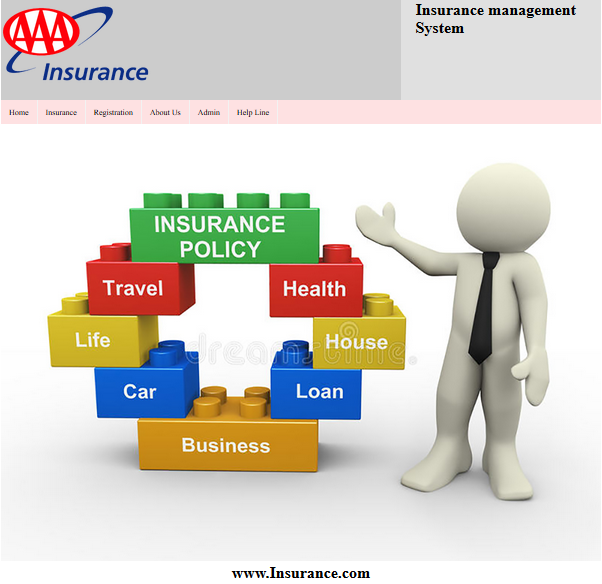 AAA
Insurance
Insurance management
System
Home Insurance Registration About Us Admin Help Line
INSURANCE
POLICY
Travel Health
Life House
Car Loan
Business
dreamstime.
www.Insurance.com